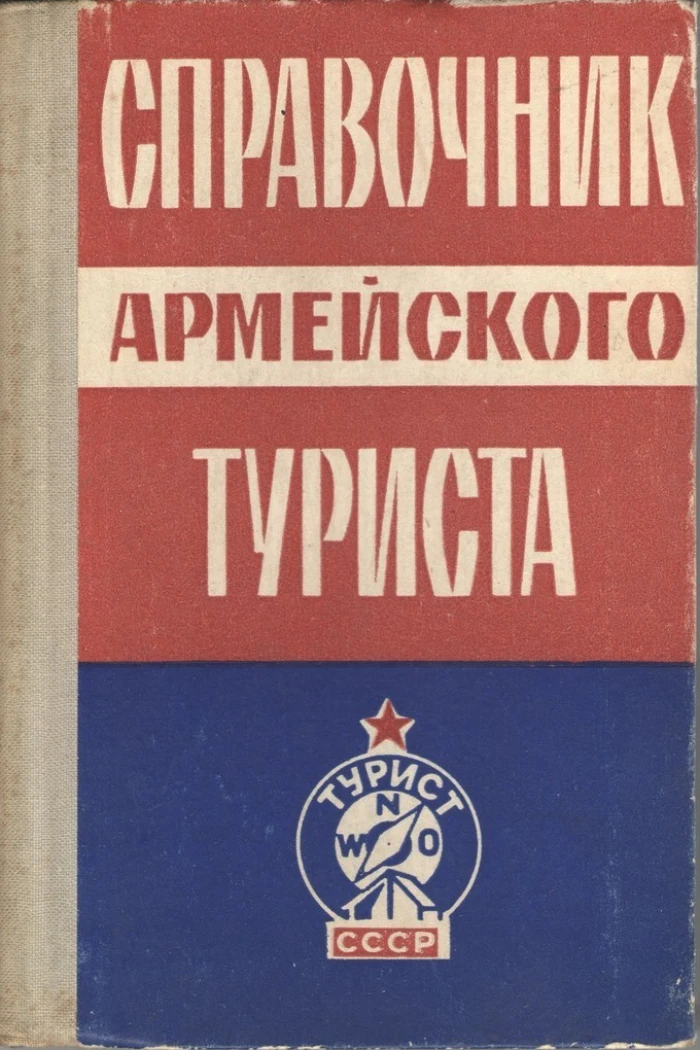 СПРАВОЧНИК
АРМЕЙСКОГО
ТУРИСТА
ТУРИСТ
N
W O
СССР